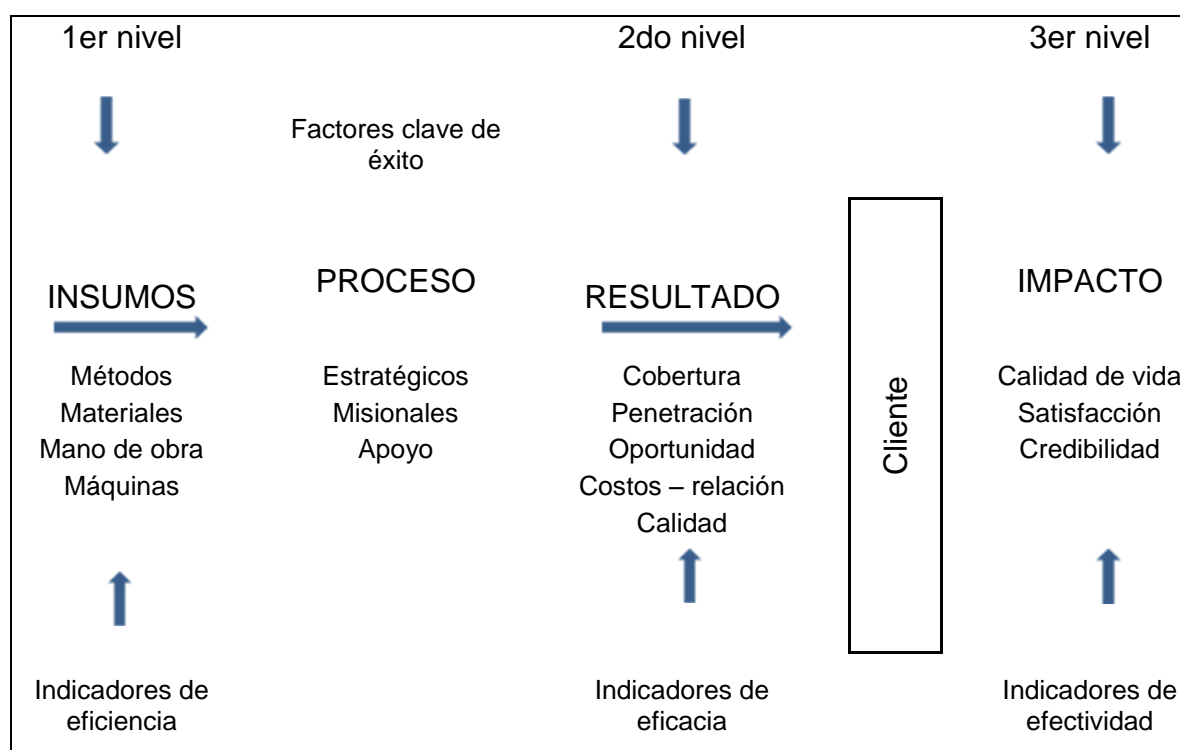 1er nivel
2do nivel
3er nivel
Factores clave de
éxito
INSUMOS
Métodos
Materiales
Mano de obra
Máquinas
PROCESO
Estratégicos
Misionales
Apoyo
RESULTADO
Cobertura
Penetración
Oportunidad
Costos – relación
Calidad
Cliente
IMPACTO
Calidad de vida
Satisfacción
Credibilidad
Indicadores de
eficiencia
Indicadores de
eficacia
Indicadores de
efectividad